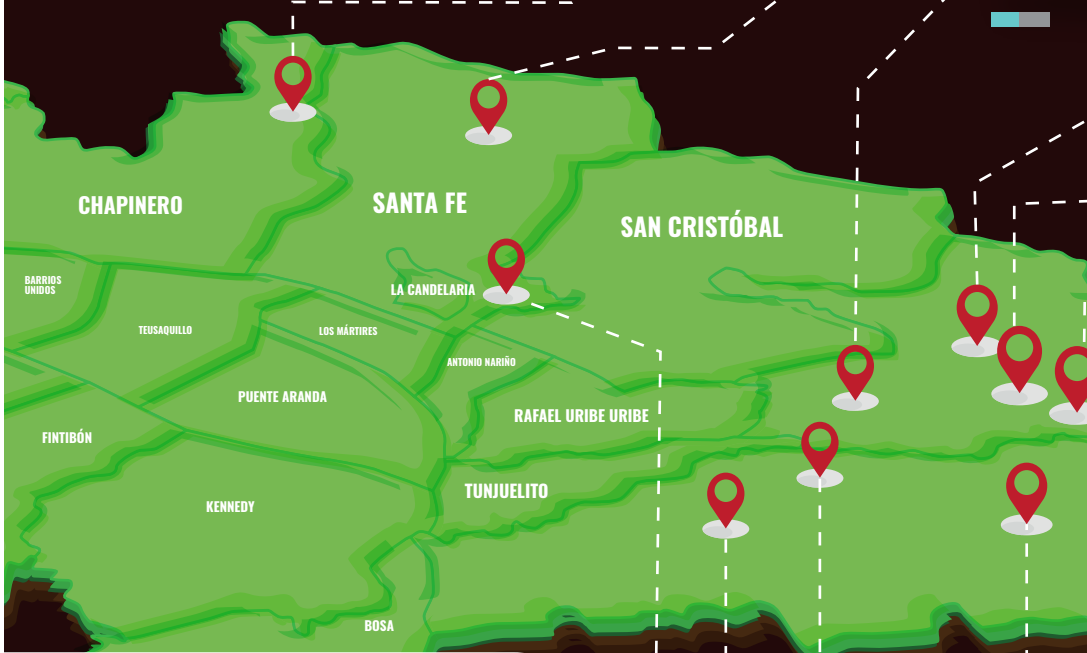 CHAPINERO
SANTA FE
SAN CRISTÓBAL
BARRIOS
UNIDOS
LA CANDELARIA
TEUSAQUILLO
LOS MÁRTIRES
ANTONIO NARIÑO
PUENTE ARANDA
RAFAEL URIBE URIBE
FINTIBÓN
TUNJUELITO
KENNEDY
BOSA